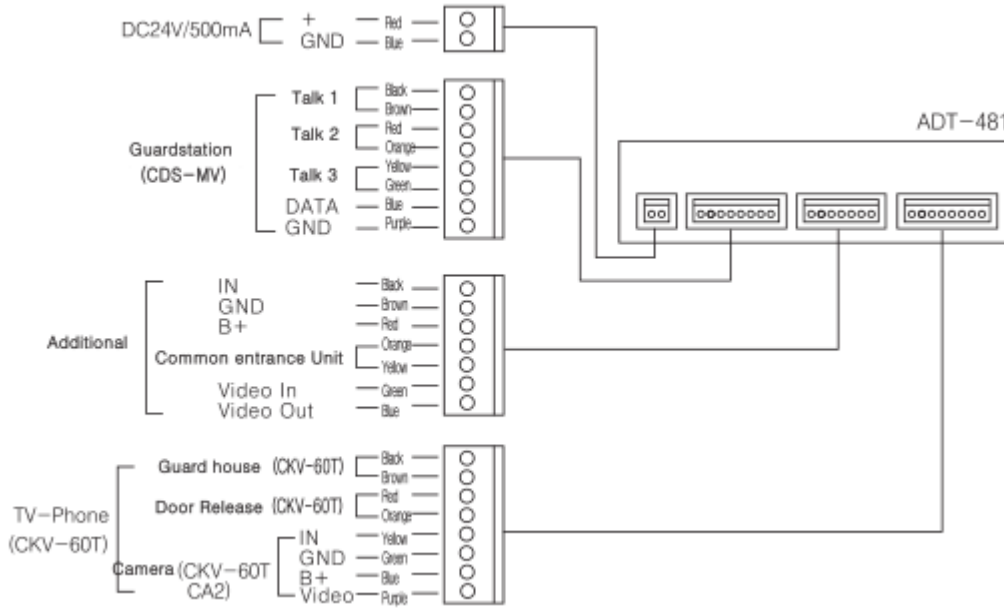 DC24V/500mA
+ Red
GND Blue
ADT-481
Guardstation
(CDS-MV)
Talk 1 Black
Brown
Talk 2 Red
Orange
Talk 3 Yellow
Green
DATA Blue
GND Purple
Additional
IN Black
GND Brown
B+ Red
Common entrance Unit Orange
Yellow
Video In Green
Video Out Blue
TV-Phone
(CKV-60T)
Guard house (CKV-60T) Black
Brown
Door Release (CKV-60T) Red
Orange
Camera (CKV-60T
CA2)
IN Yellow
GND Green
B+ Blue
Video Purple